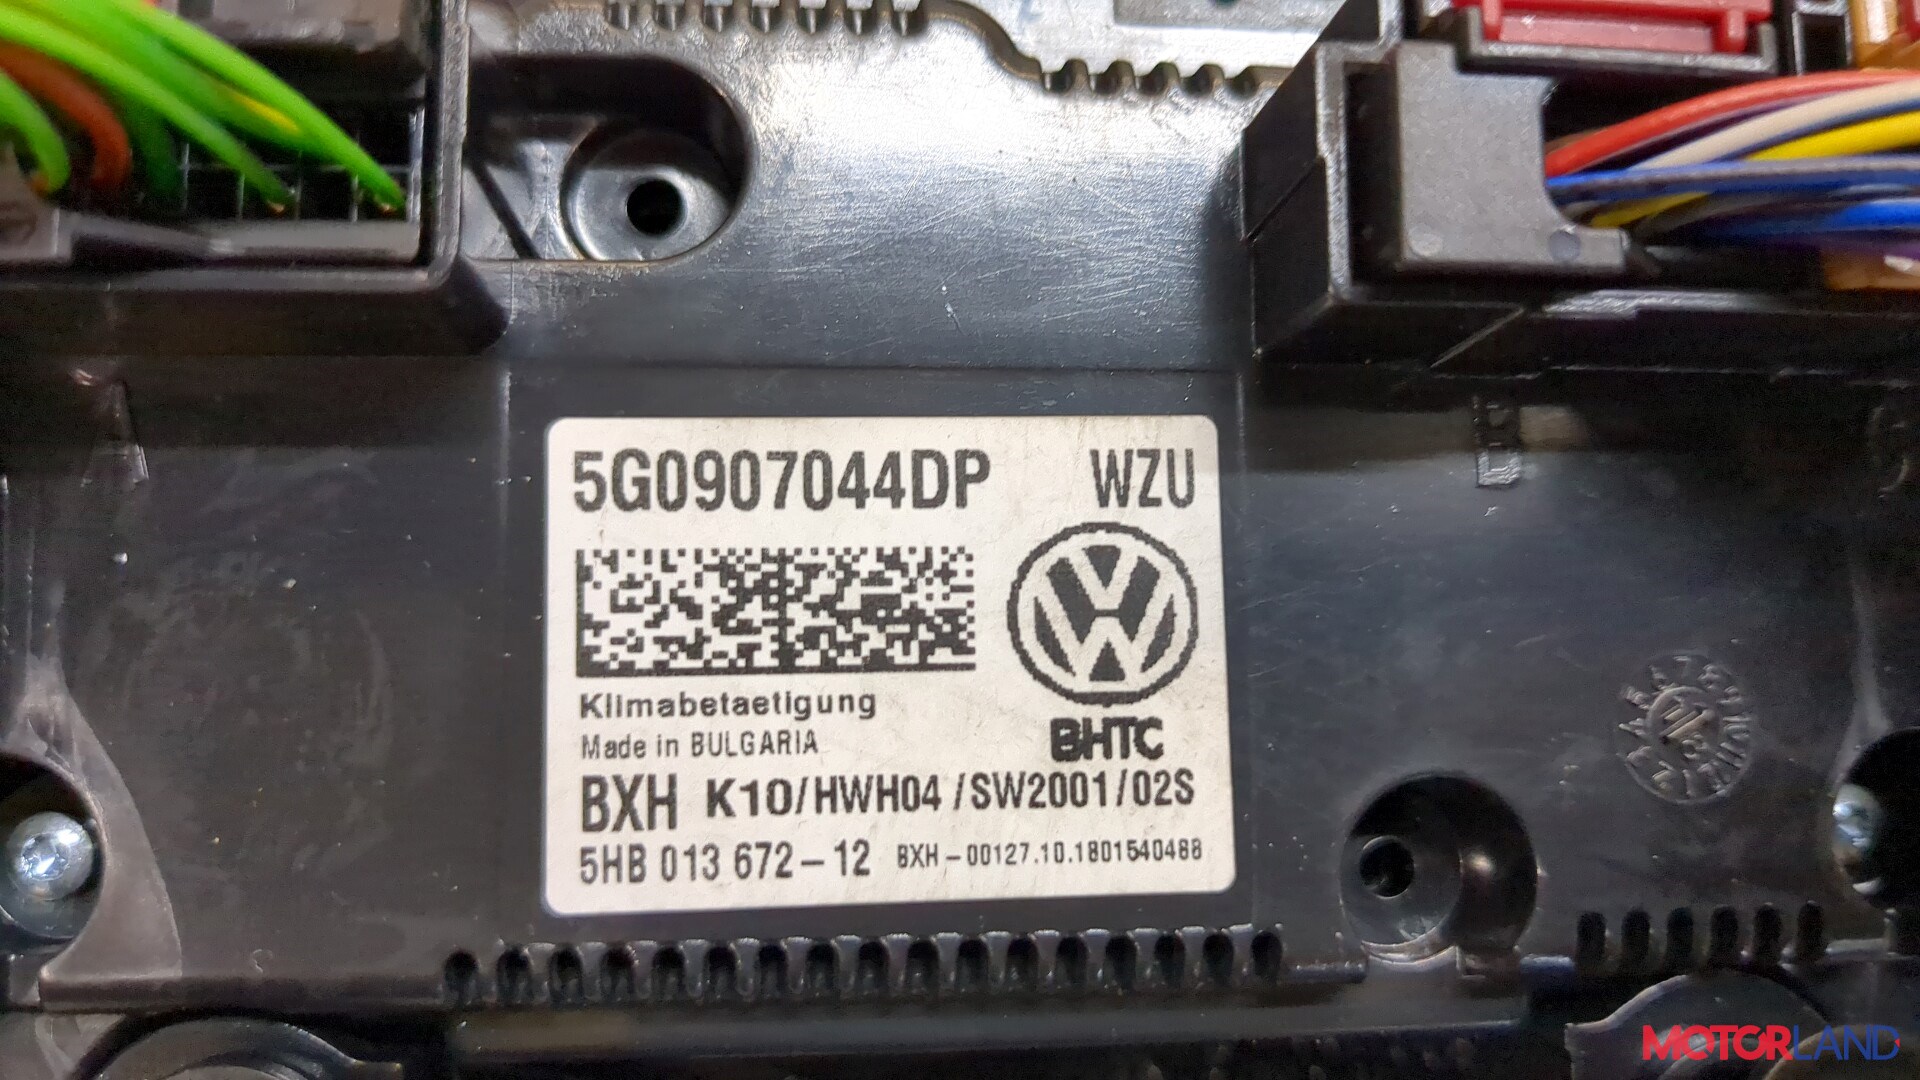 5G0907044DP WZU
Klimabetaetigung
Made in BULGARIA
BHTC
BXH K10/HWH04 /SW2001/02S
5HB 013 672-12 BXH-00127.10.1801540488
MOTORLAND